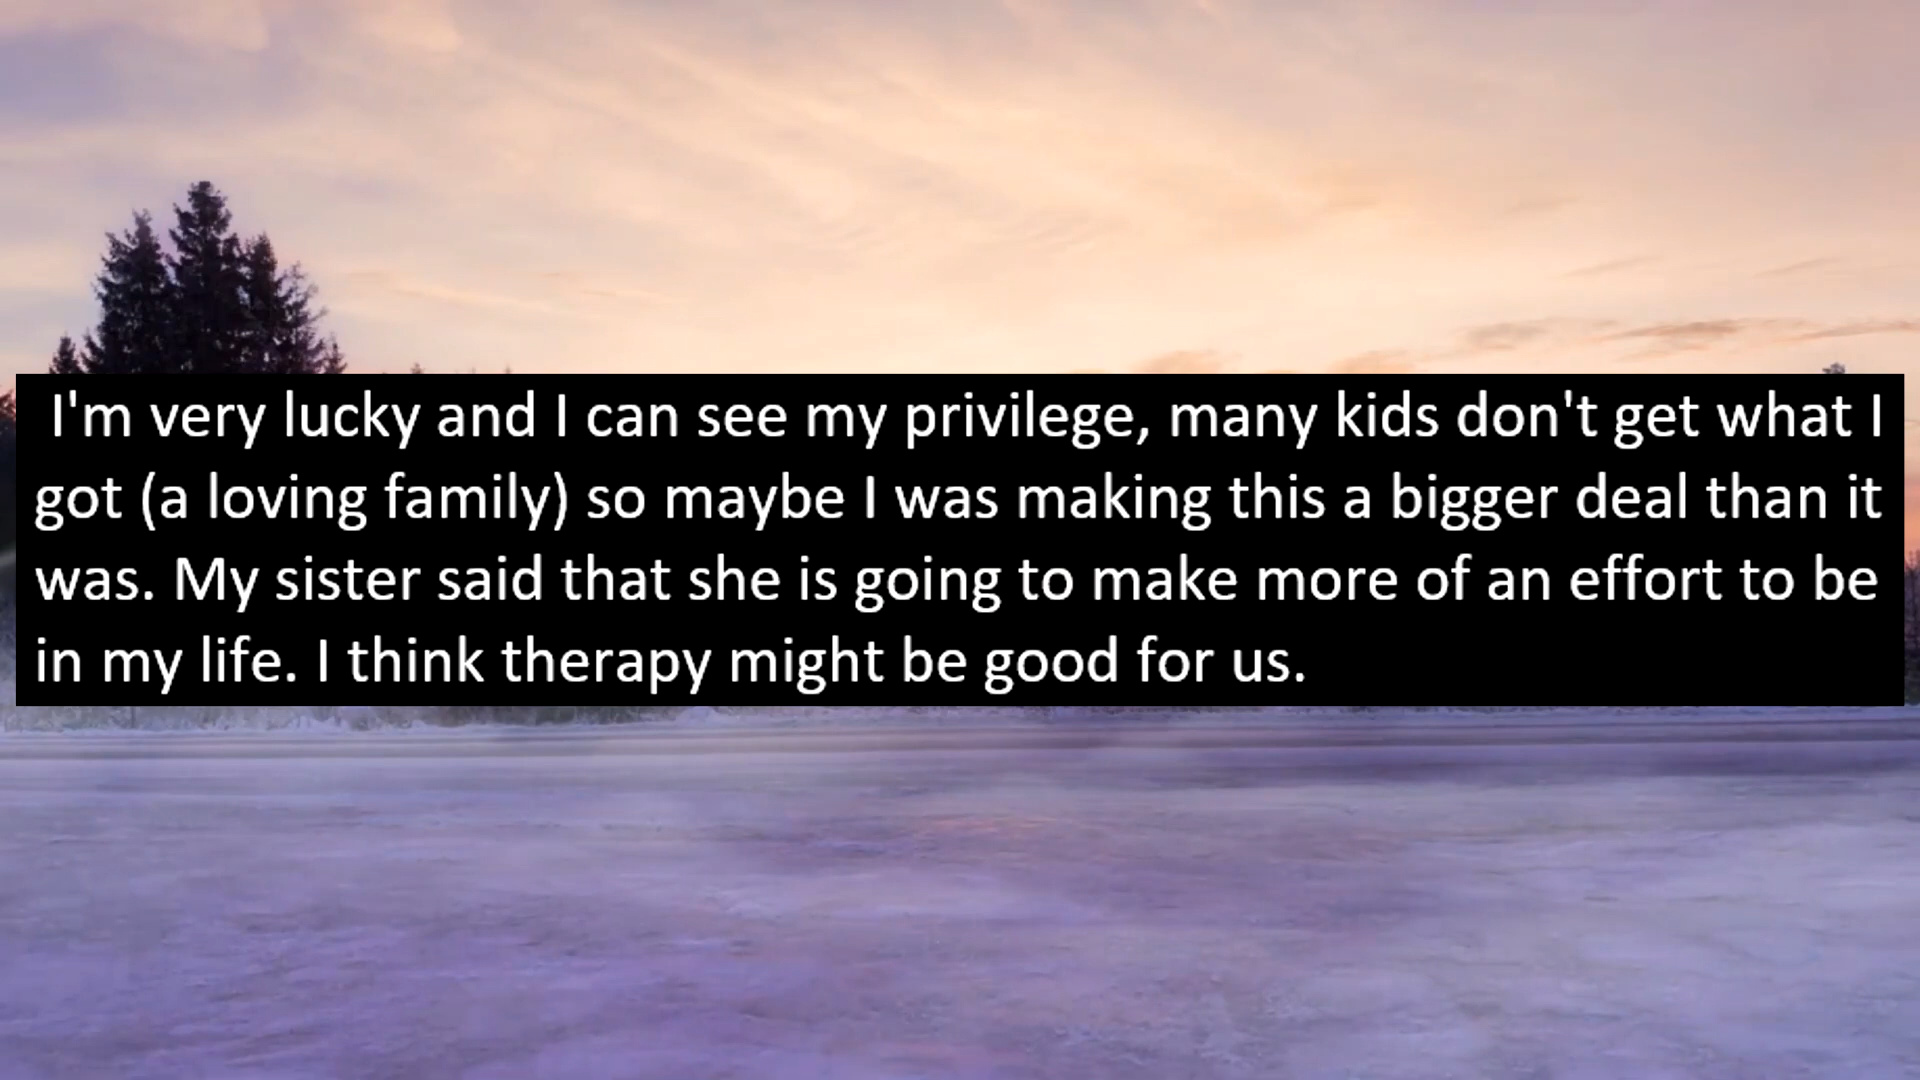 I'm very lucky and I can see my privilege, many kids don't get what I
got (a loving family) so maybe I was making this a bigger deal than it
was. My sister said that she is going to make more of an effort to be
in my life. I think therapy might be good for us.